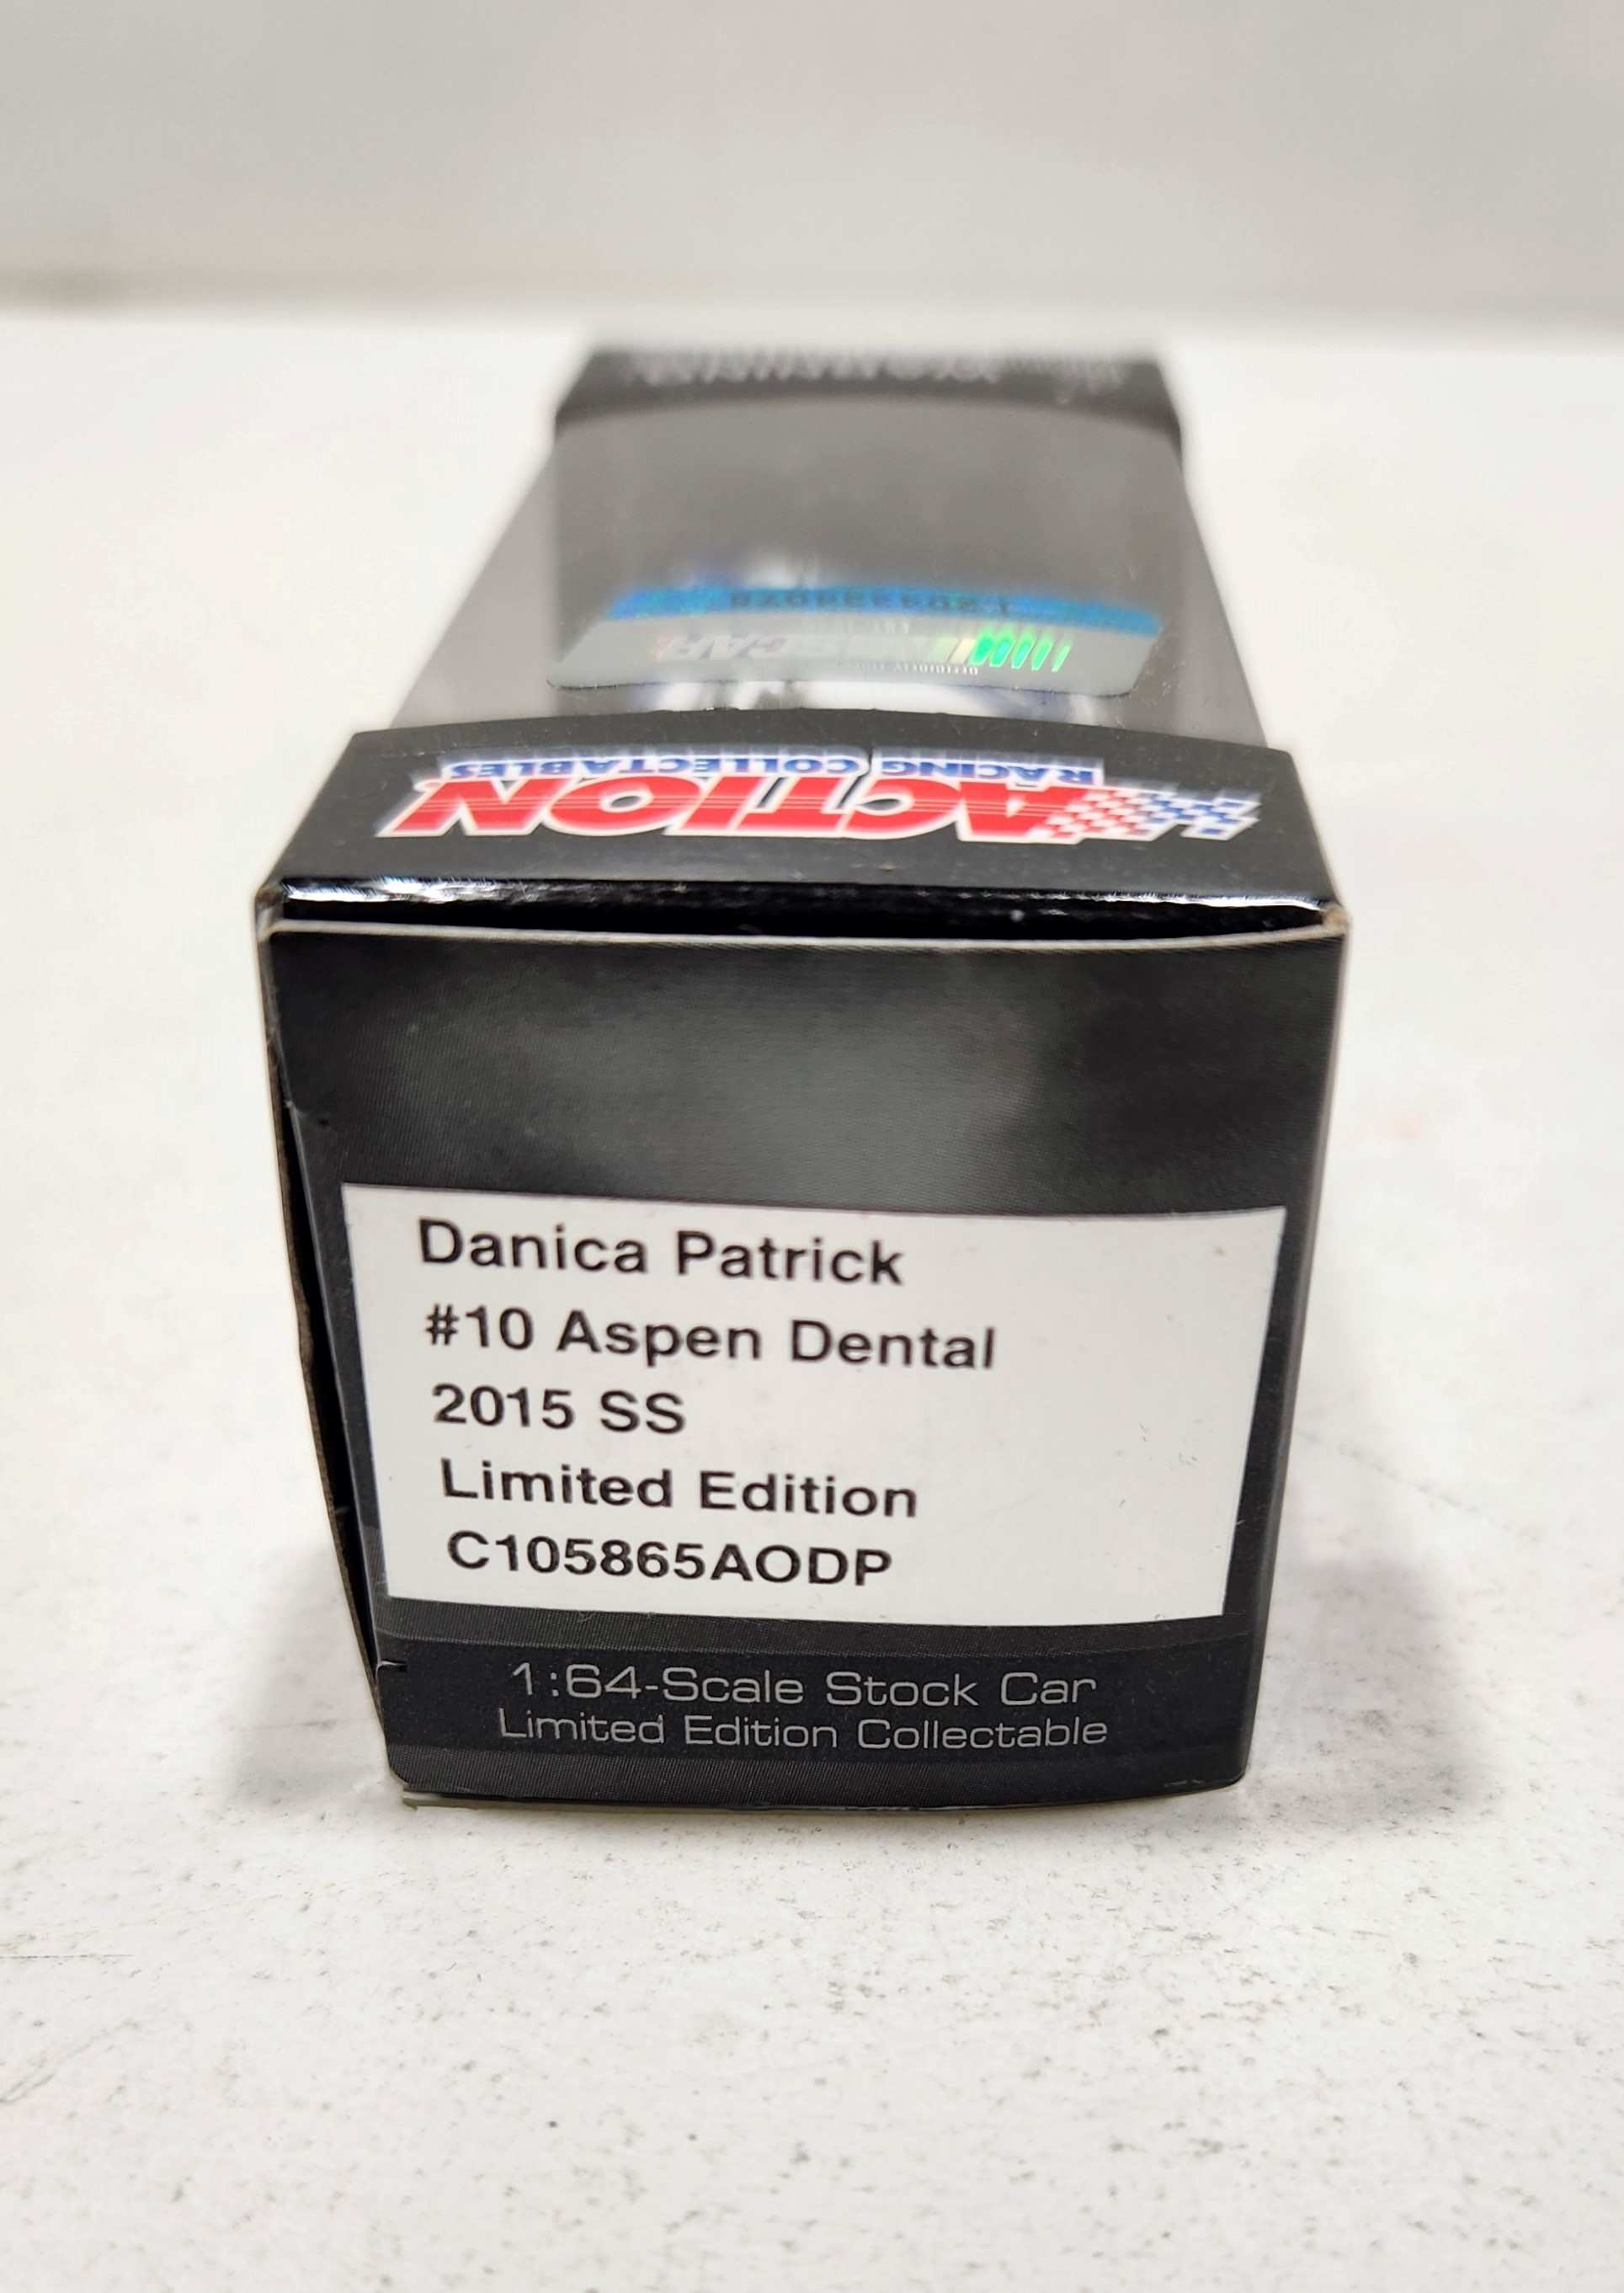 NASCAR
RACING COLLECTABLES
ACTION
Danica Patrick
#10 Aspen Dental
2015 SS
Limited Edition
C105865AODP
1:64-Scale Stock Car
Limited Edition Collectable